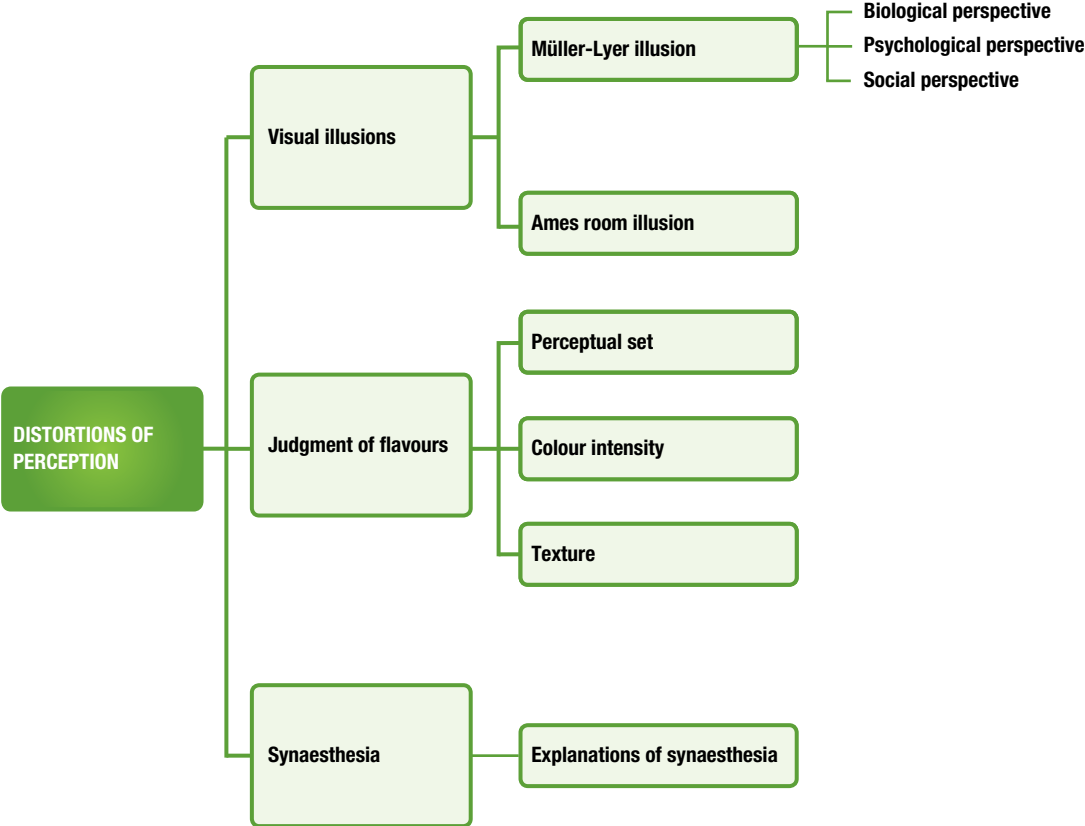 Biological perspective
Müller-Lyer illusion
Psychological perspective
Social perspective
Visual illusions
Ames room illusion
Perceptual set
DISTORTIONS OF
PERCEPTION
Judgment of flavours
Colour intensity
Texture
Synaesthesia
Explanations of synaesthesia